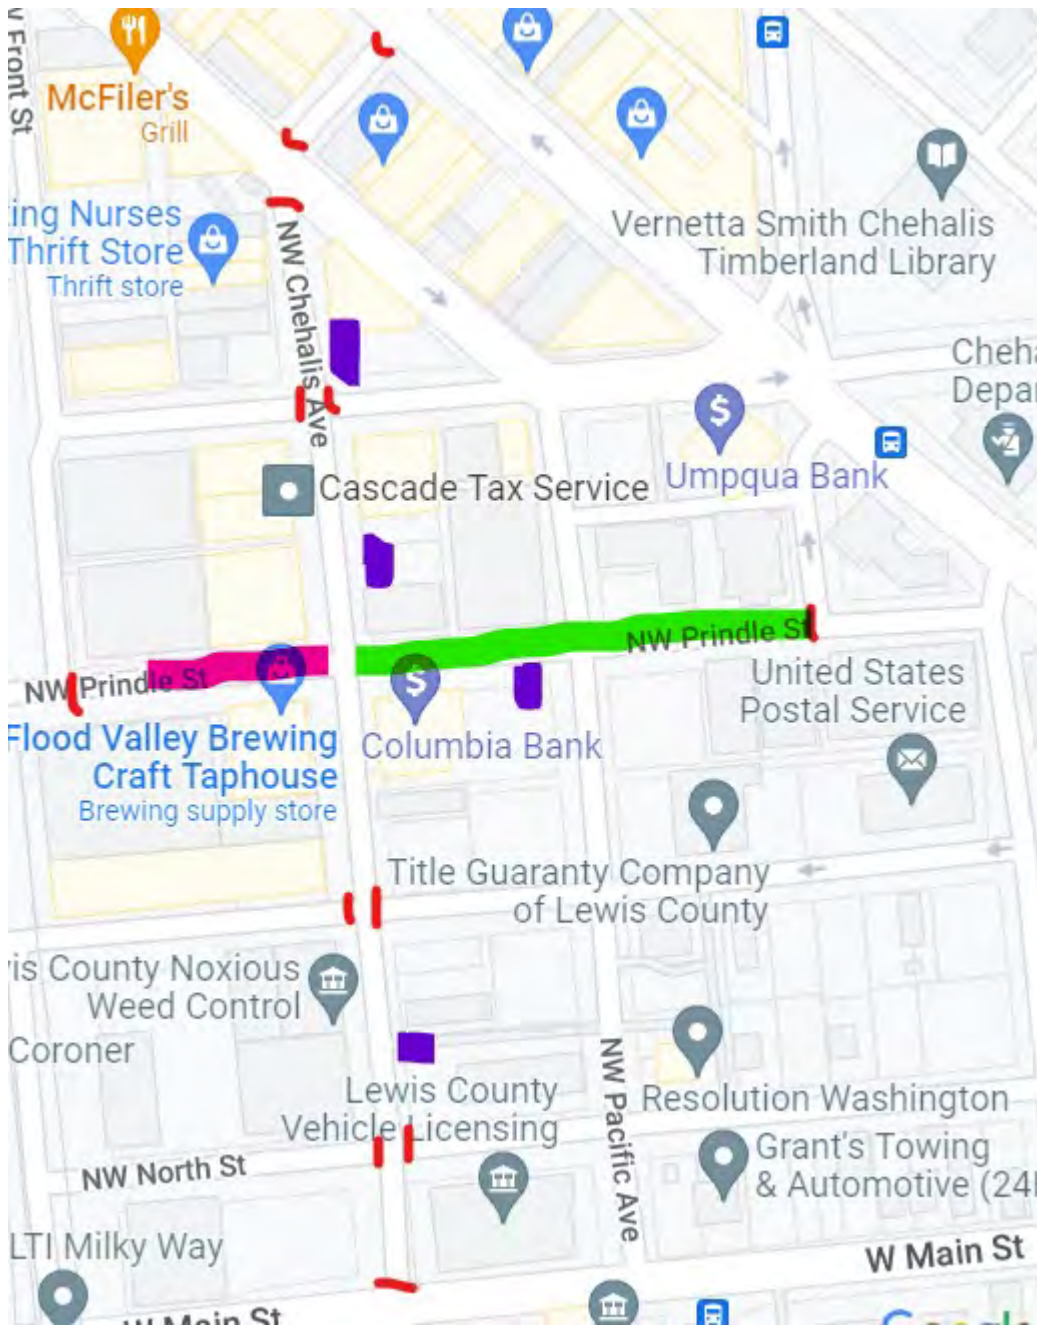 V Front St
McFiler's
Grill
ing Nurses
Thrift Store
Thrift store
NW Chehalis Ave
Vernetta Smith Chehalis
Timberland Library
Cheha
Depar
Umpqua Bank
Cascade Tax Service
NW Prindle St
NW Prindle St
United States
Postal Service
Flood Valley Brewing
Craft Taphouse
Brewing supply store
Columbia Bank
Title Guaranty Company
of Lewis County
is County Noxious
Weed Control
Coroner
Lewis County
Vehicle Licensing
NW Pacific Ave
Resolution Washington
Grant's Towing
& Automotive (24
NW North St
LTI Milky Way
W Main St
W Main St
Google